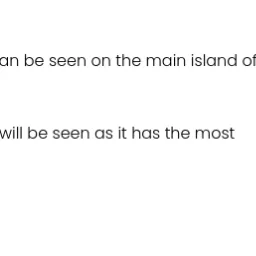 an be seen on the main island of
will be seen as it has the most